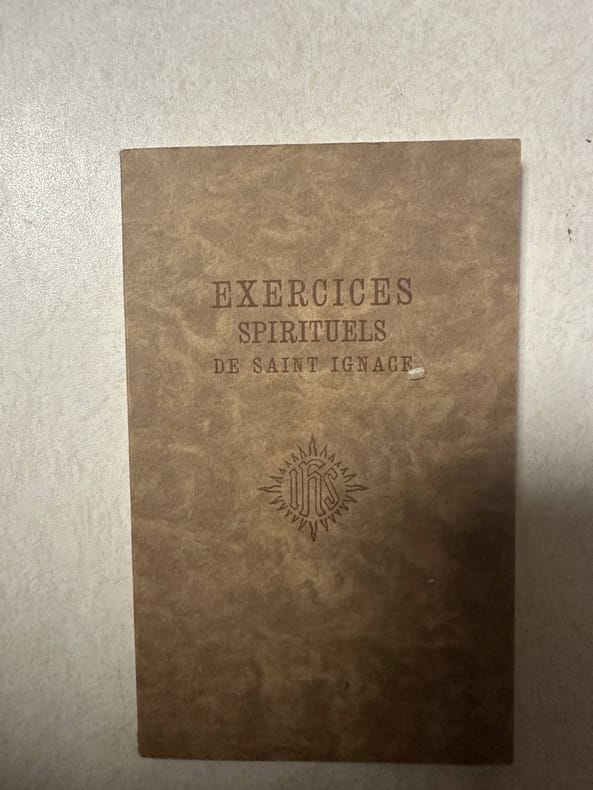 EXERCICES
SPIRITUELS
DE SAINT IGNACE
IHS